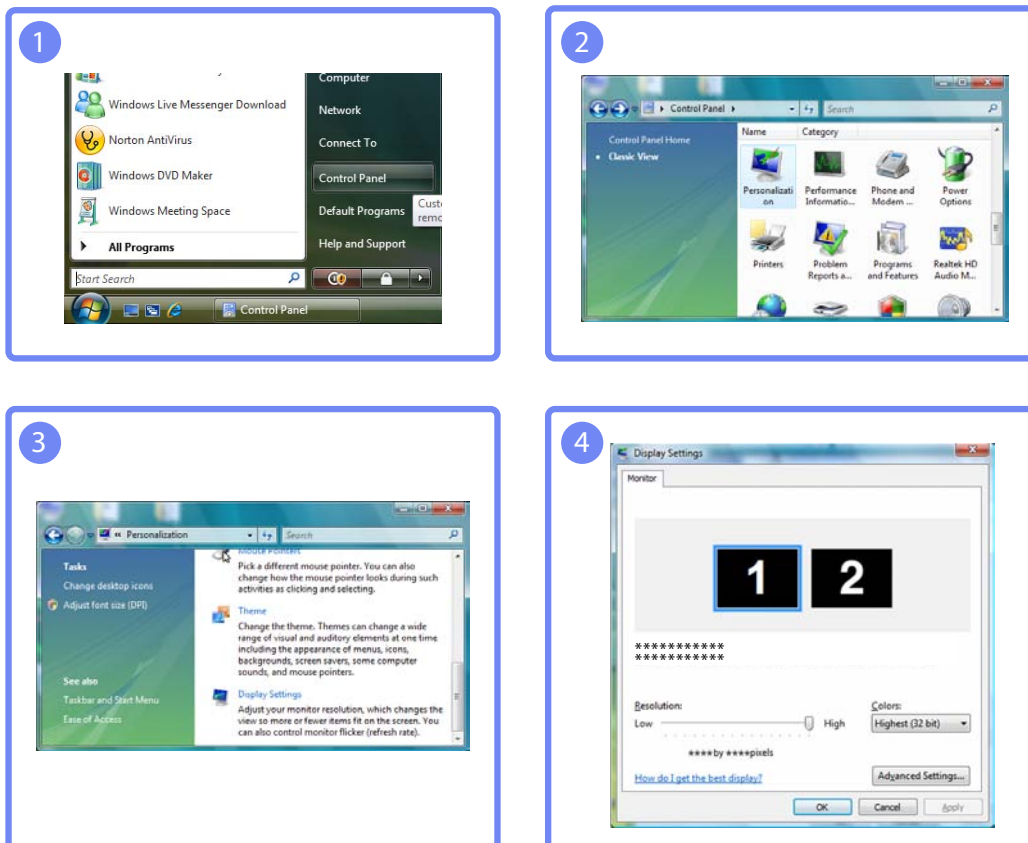 1
Computer
Windows Live Messenger Download
Network
Norton AntiVirus
Connect To
Windows DVD Maker
Control Panel
Windows Meeting Space
Default Programs
Cust
remo
All Programs
Help and Support
Start Search
Control Panel
2
Control Panel
Search
Control Panel Home
Classic View
Name Category
Personalizati
on
Performance
Informatio...
Phone and
Modem ...
Power
Options
Printers
Problem
Reports a...
Programs
and Features
Realtek HD
Audio M...
3
« Personalization
Search
Tasks
Change desktop icons
Adjust font size (DPI)
See also
Taskbar and Start Menu
Ease of Access
Mouse Pointers
Pick a different mouse pointer. You can also
change how the mouse pointer looks during such
activities as clicking and selecting.
Theme
Change the theme. Themes can change a wide
range of visual and auditory elements at one time
including the appearance of menus, icons,
backgrounds, screen savers, some computer
sounds, and mouse pointers.
Display Settings
Adjust your monitor resolution, which changes the
view so more or fewer items fit on the screen. You
can also control monitor flicker (refresh rate).
4
Display Settings
Monitor
1 2
***********
***********
Resolution:
Low High
Colors:
Highest (32 bit)
****by ****pixels
How do I get the best display?
Advanced Settings...
OK Cancel Apply